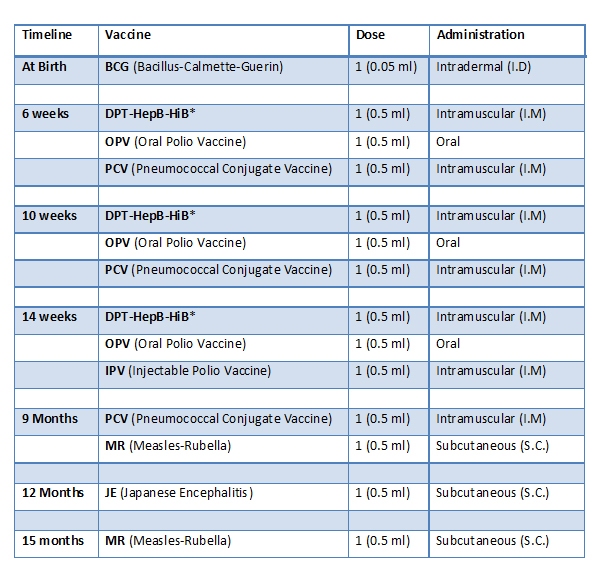 Timeline Vaccine Dose Administration
At Birth BCG (Bacillus-Calmette-Guerin) 1 (0.05 ml) Intradermal (I.D)
6 weeks DPT-HepB-HiB* 1 (0.5 ml) Intramuscular (I.M)
OPV (Oral Polio Vaccine) 1 (0.5 ml) Oral
PCV (Pneumococcal Conjugate Vaccine) 1 (0.5 ml) Intramuscular (I.M)
10 weeks DPT-HepB-HiB* 1 (0.5 ml) Intramuscular (I.M)
OPV (Oral Polio Vaccine) 1 (0.5 ml) Oral
PCV (Pneumococcal Conjugate Vaccine) 1 (0.5 ml) Intramuscular (I.M)
14 weeks DPT-HepB-HiB* 1 (0.5 ml) Intramuscular (I.M)
OPV (Oral Polio Vaccine) 1 (0.5 ml) Oral
IPV (Injectable Polio Vaccine) 1 (0.5 ml) Intramuscular (I.M)
9 Months PCV (Pneumococcal Conjugate Vaccine) 1 (0.5 ml) Intramuscular (I.M)
MR (Measles-Rubella) 1 (0.5 ml) Subcutaneous (S.C.)
12 Months JE (Japanese Encephalitis) 1 (0.5 ml) Subcutaneous (S.C.)
15 months MR (Measles-Rubella) 1 (0.5 ml) Subcutaneous (S.C.)